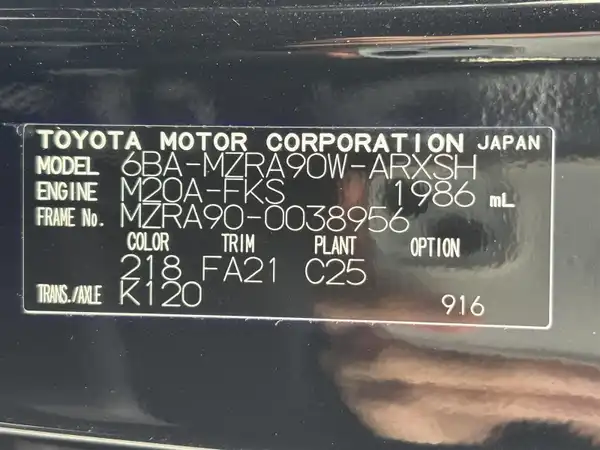 TOYOTA MOTOR CORPORATION JAPAN
MODEL 6BA-MZRA90W-ARXSH
ENGINE M20A-FKS 1986 mL
FRAME No. MZRA90-0038956
COLOR TRIM PLANT OPTION
218 FA21 C25
TRANS./AXLE K120
916